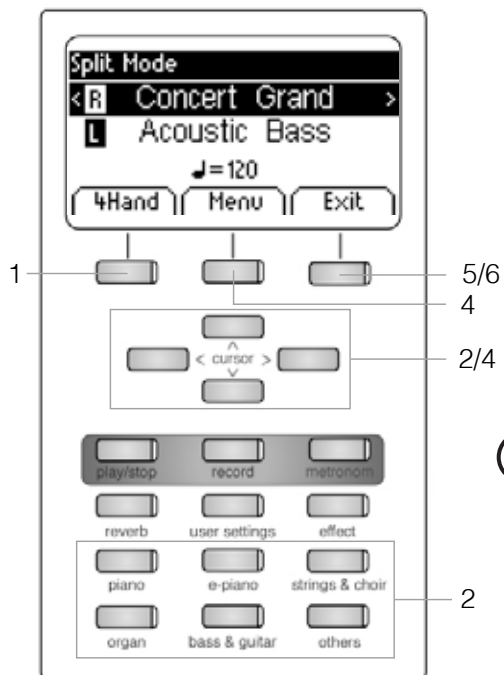 Split Mode
< R Concert Grand >
L Acoustic Bass
♩=120
4Hand Menu Exit
1
5/6
4
^
< cursor >
v
2/4
play/stop record metronom
reverb user settings effect
piano e-piano strings & choir
2
organ bass & guitar others